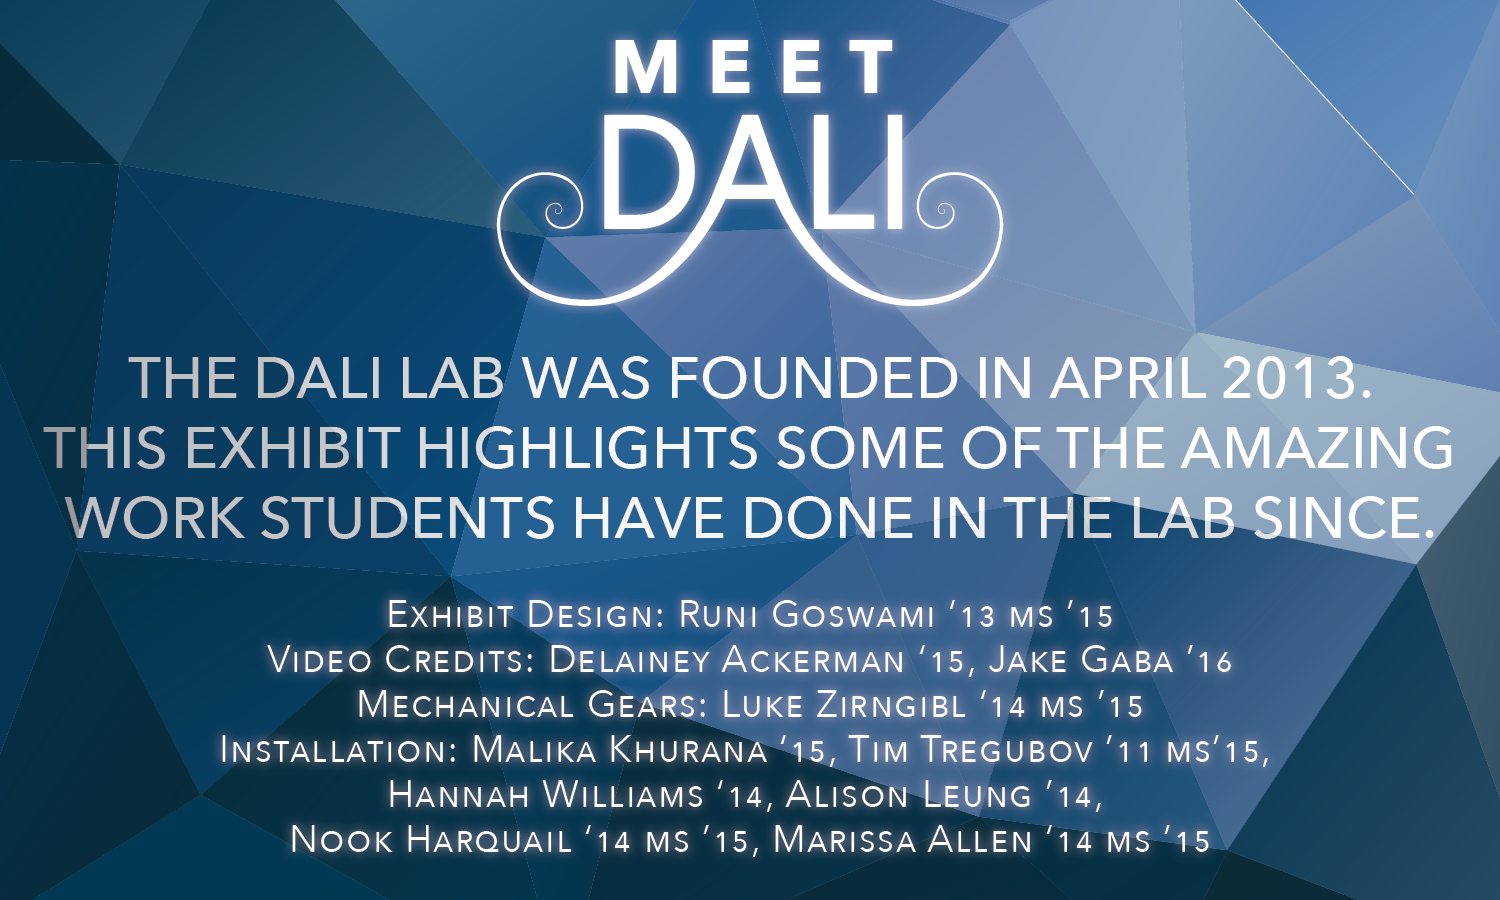 MEET
DALI
THE DALI LAB WAS FOUNDED IN APRIL 2013.
THIS EXHIBIT HIGHLIGHTS SOME OF THE AMAZING
WORK STUDENTS HAVE DONE IN THE LAB SINCE.
EXHIBIT DESIGN: RUNI GOSWAMI ‘13 MS ’15
VIDEO CREDITS: DELAINEY ACKERMAN ‘15, JAKE GABA ’16
MECHANICAL GEARS: LUKE ZIRNGIBL ‘14 MS ’15
INSTALLATION: MALIKA KHURANA ‘15, TIM TREGUBOV ’11 MS’15,
HANNAH WILLIAMS ‘14, ALISON LEUNG ’14,
NOOK HARQUAIL ‘14 MS ’15, MARISSA ALLEN ‘14 MS ’15